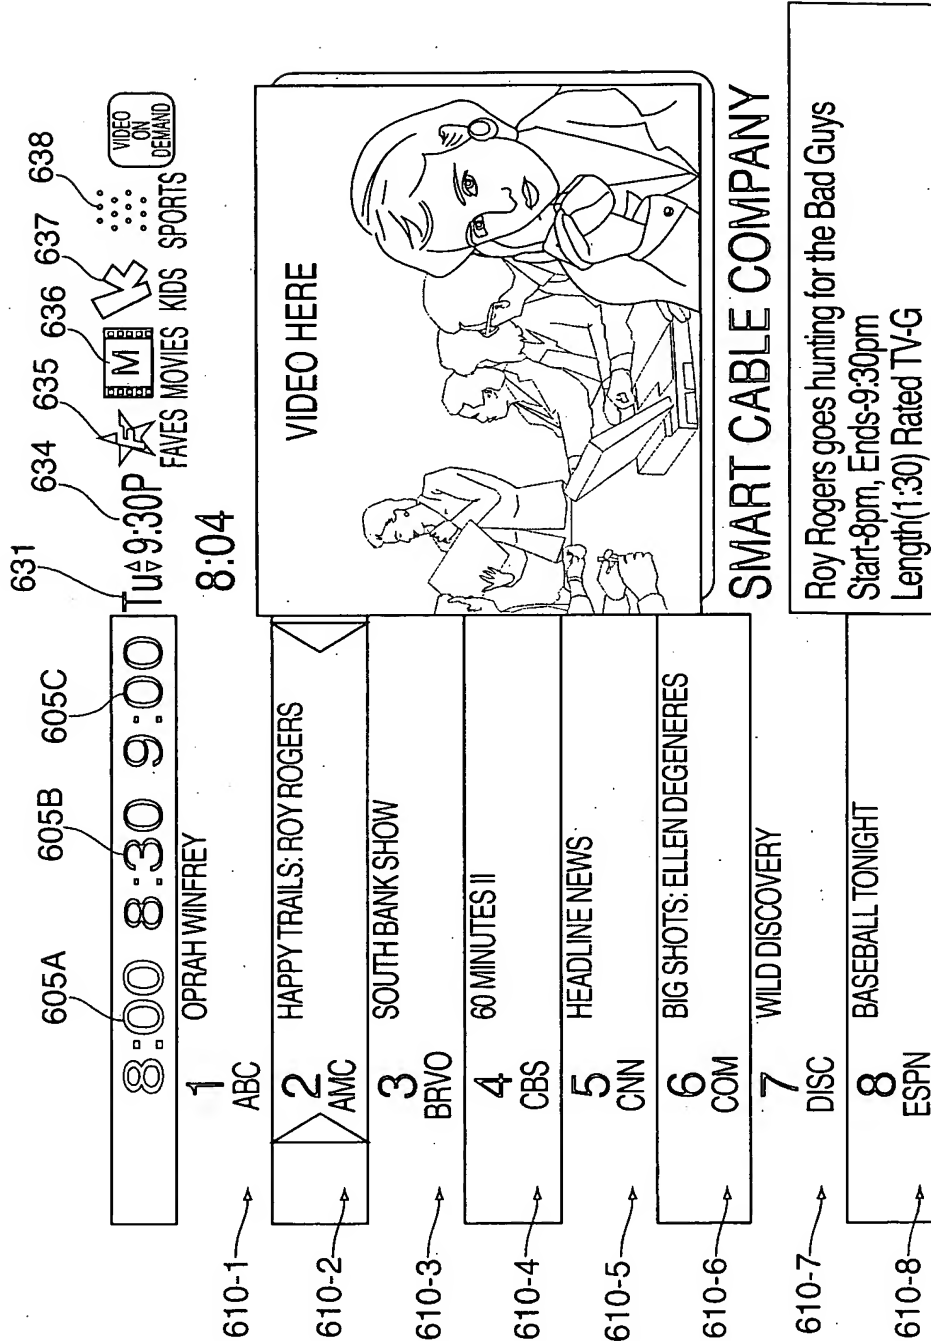 605A
605B
605C
631
634
635
636
637
638
8:00 8:30 9:00
Tu 9:30P
F
M
K
FAVES MOVIES KIDS SPORTS
VIDEO
ON
DEMAND
8:04
610-1
1
ABC
OPRAH WINFREY
610-2
2
AMC
HAPPY TRAILS: ROY ROGERS
610-3
3
BRVO
SOUTH BANK SHOW
610-4
4
CBS
60 MINUTES II
610-5
5
CNN
HEADLINE NEWS
610-6
6
COM
BIG SHOTS: ELLEN DEGENERES
610-7
7
DISC
WILD DISCOVERY
610-8
8
ESPN
BASEBALL TONIGHT
VIDEO HERE
SMART CABLE COMPANY
Roy Rogers goes hunting for the Bad Guys
Start-8pm, Ends-9:30pm
Length(1:30) Rated TV-G